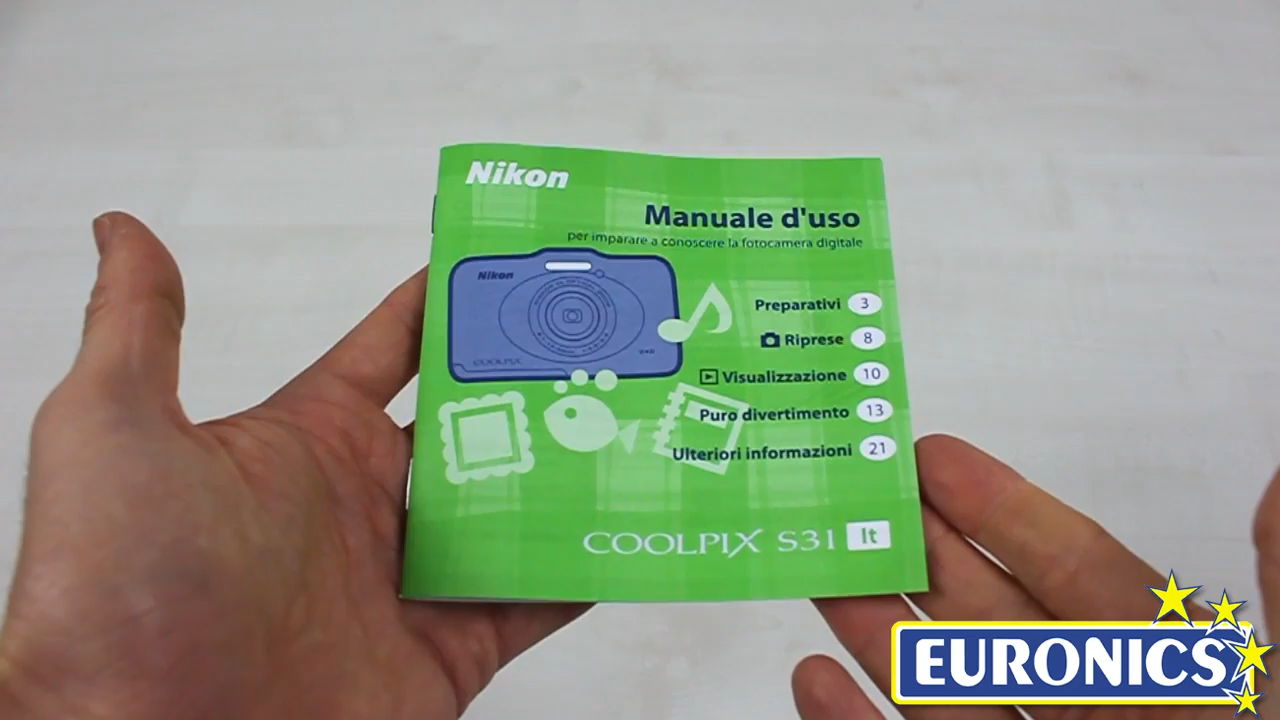 Nikon
Manuale d'uso
per imparare a conoscere la fotocamera digitale
Nikon
COOLPIX
Preparativi 3
Riprese 8
Visualizzazione 10
Puro divertimento 13
Ulteriori informazioni 21
COOLPIX S31 It
EURONICS